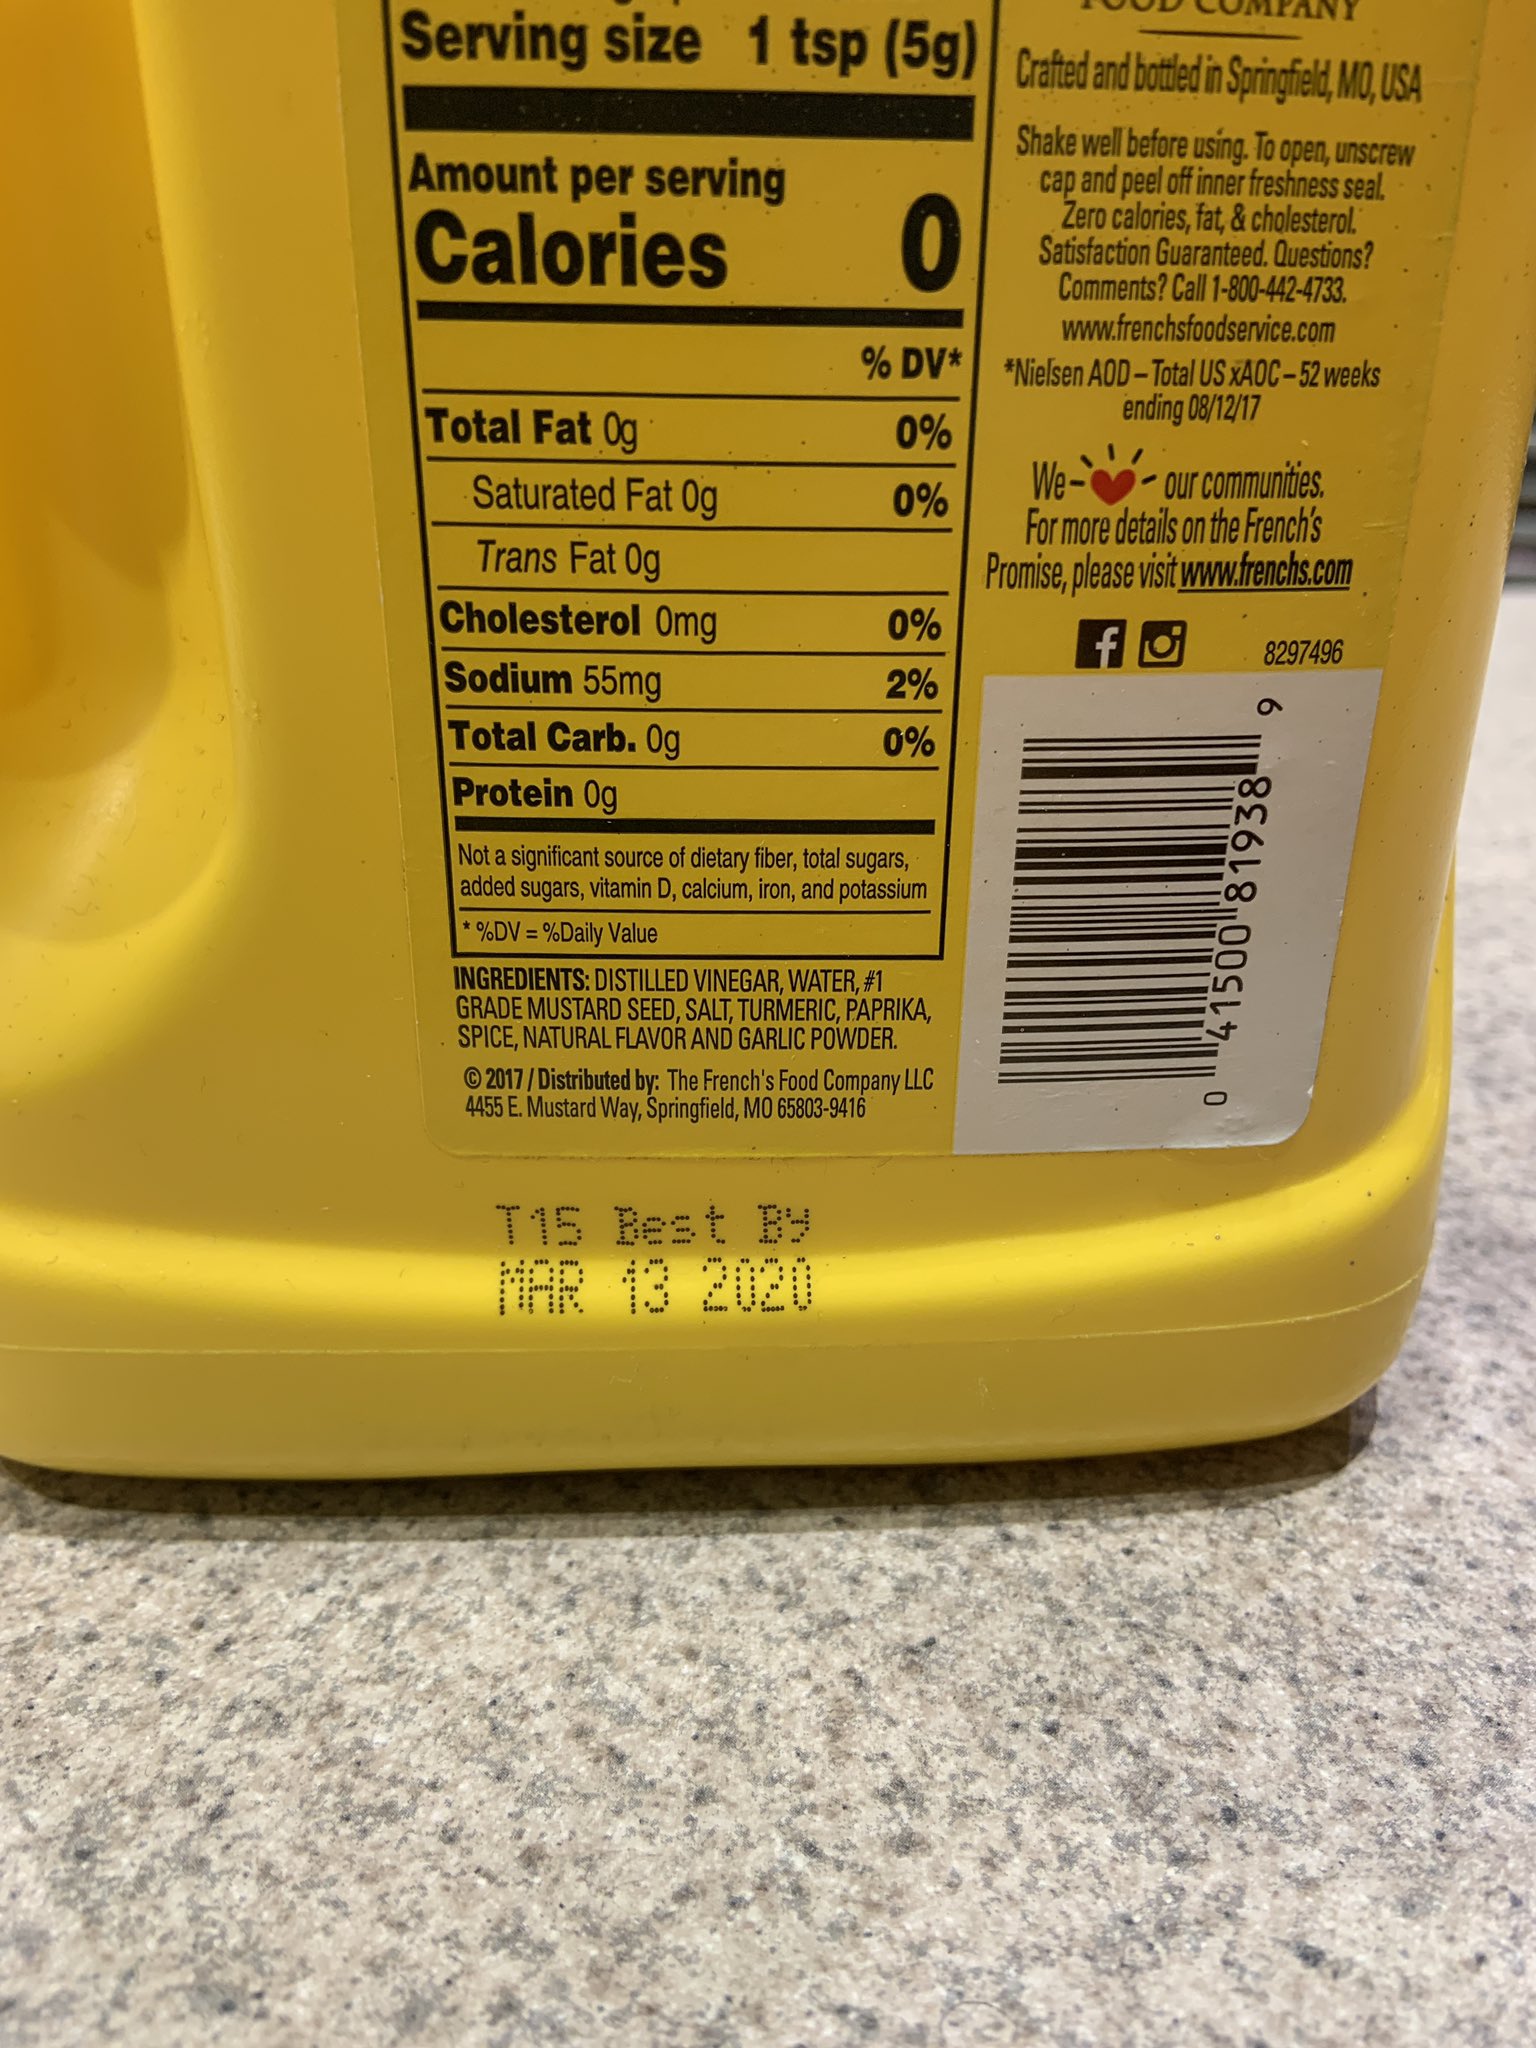 Serving size 1 tsp (5g)
Amount per serving
Calories 0
% DV*
Total Fat 0g 0%
Saturated Fat 0g 0%
Trans Fat 0g
Cholesterol 0mg 0%
Sodium 55mg 2%
Total Carb. 0g 0%
Protein 0g
Not a significant source of dietary fiber, total sugars,
added sugars, vitamin D, calcium, iron, and potassium
* %DV = %Daily Value
INGREDIENTS: DISTILLED VINEGAR, WATER, #1
GRADE MUSTARD SEED, SALT, TURMERIC, PAPRIKA,
SPICE, NATURAL FLAVOR AND GARLIC POWDER.
© 2017 / Distributed by: The French's Food Company LLC
4455 E. Mustard Way, Springfield, MO 65803-9416
FOOD COMPANY
Crafted and bottled in Springfield, MO, USA
Shake well before using. To open, unscrew
cap and peel off inner freshness seal.
Zero calories, fat, & cholesterol.
Satisfaction Guaranteed. Questions?
Comments? Call 1-800-442-4733.
www.frenchsfoodservice.com
*Nielsen AOD – Total US xAOC – 52 weeks
ending 08/12/17
We our communities.
For more details on the French's
Promise, please visit www.frenchs.com
8297496
0 41500 81938 9
T15 Best By
MAR 13 2020